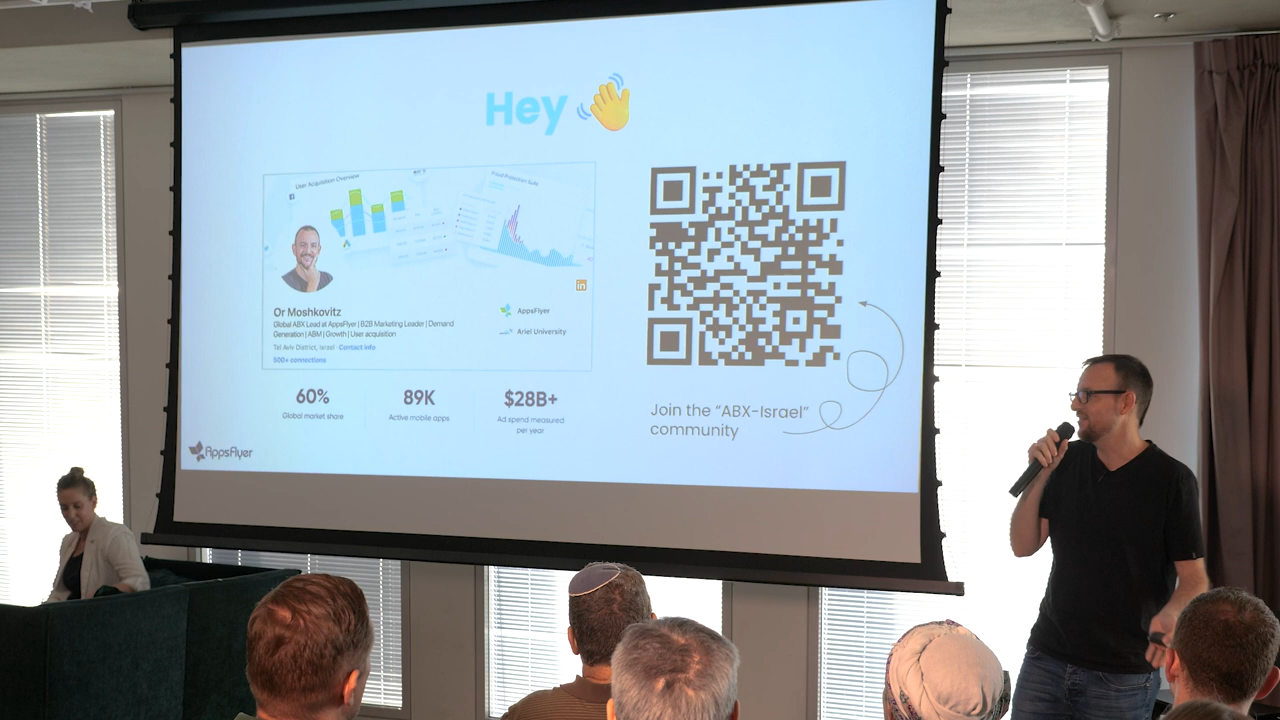 Hey
User Acquisition Overview
Fraud Protection Suite
in
Or Moshkovitz
Global ABX Lead at AppsFlyer | B2B Marketing Leader | Demand
Generation | ABM | Growth | User acquisition
Tel Aviv District, Israel · Contact info
500+ connections
AppsFlyer
Ariel University
60%
Global market share
89K
Active mobile apps
$28B+
Ad spend measured
per year
Join the “ABX-Israel”
community
AppsFlyer